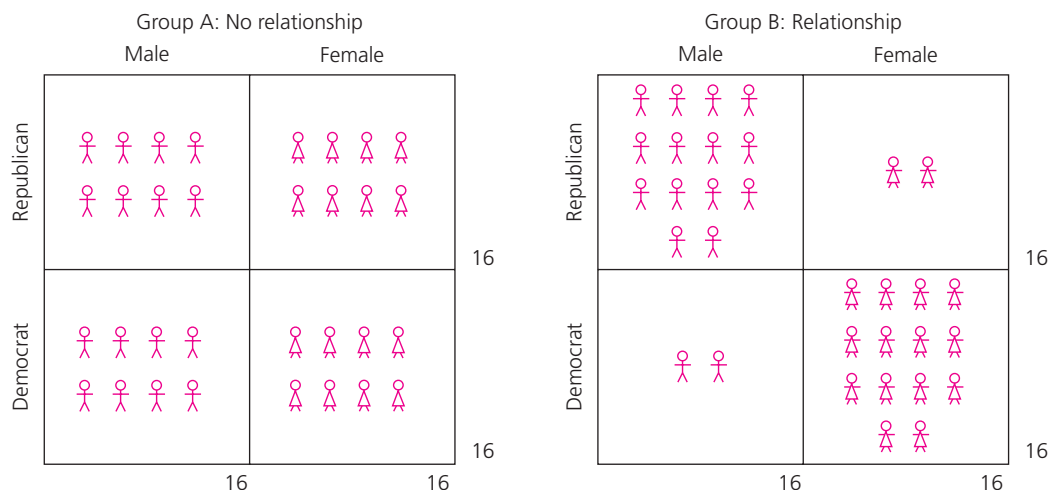 Group A: No relationship
Male Female
Republican
16
Democrat
16
16 16
Group B: Relationship
Male Female
Republican
16
Democrat
16
16 16